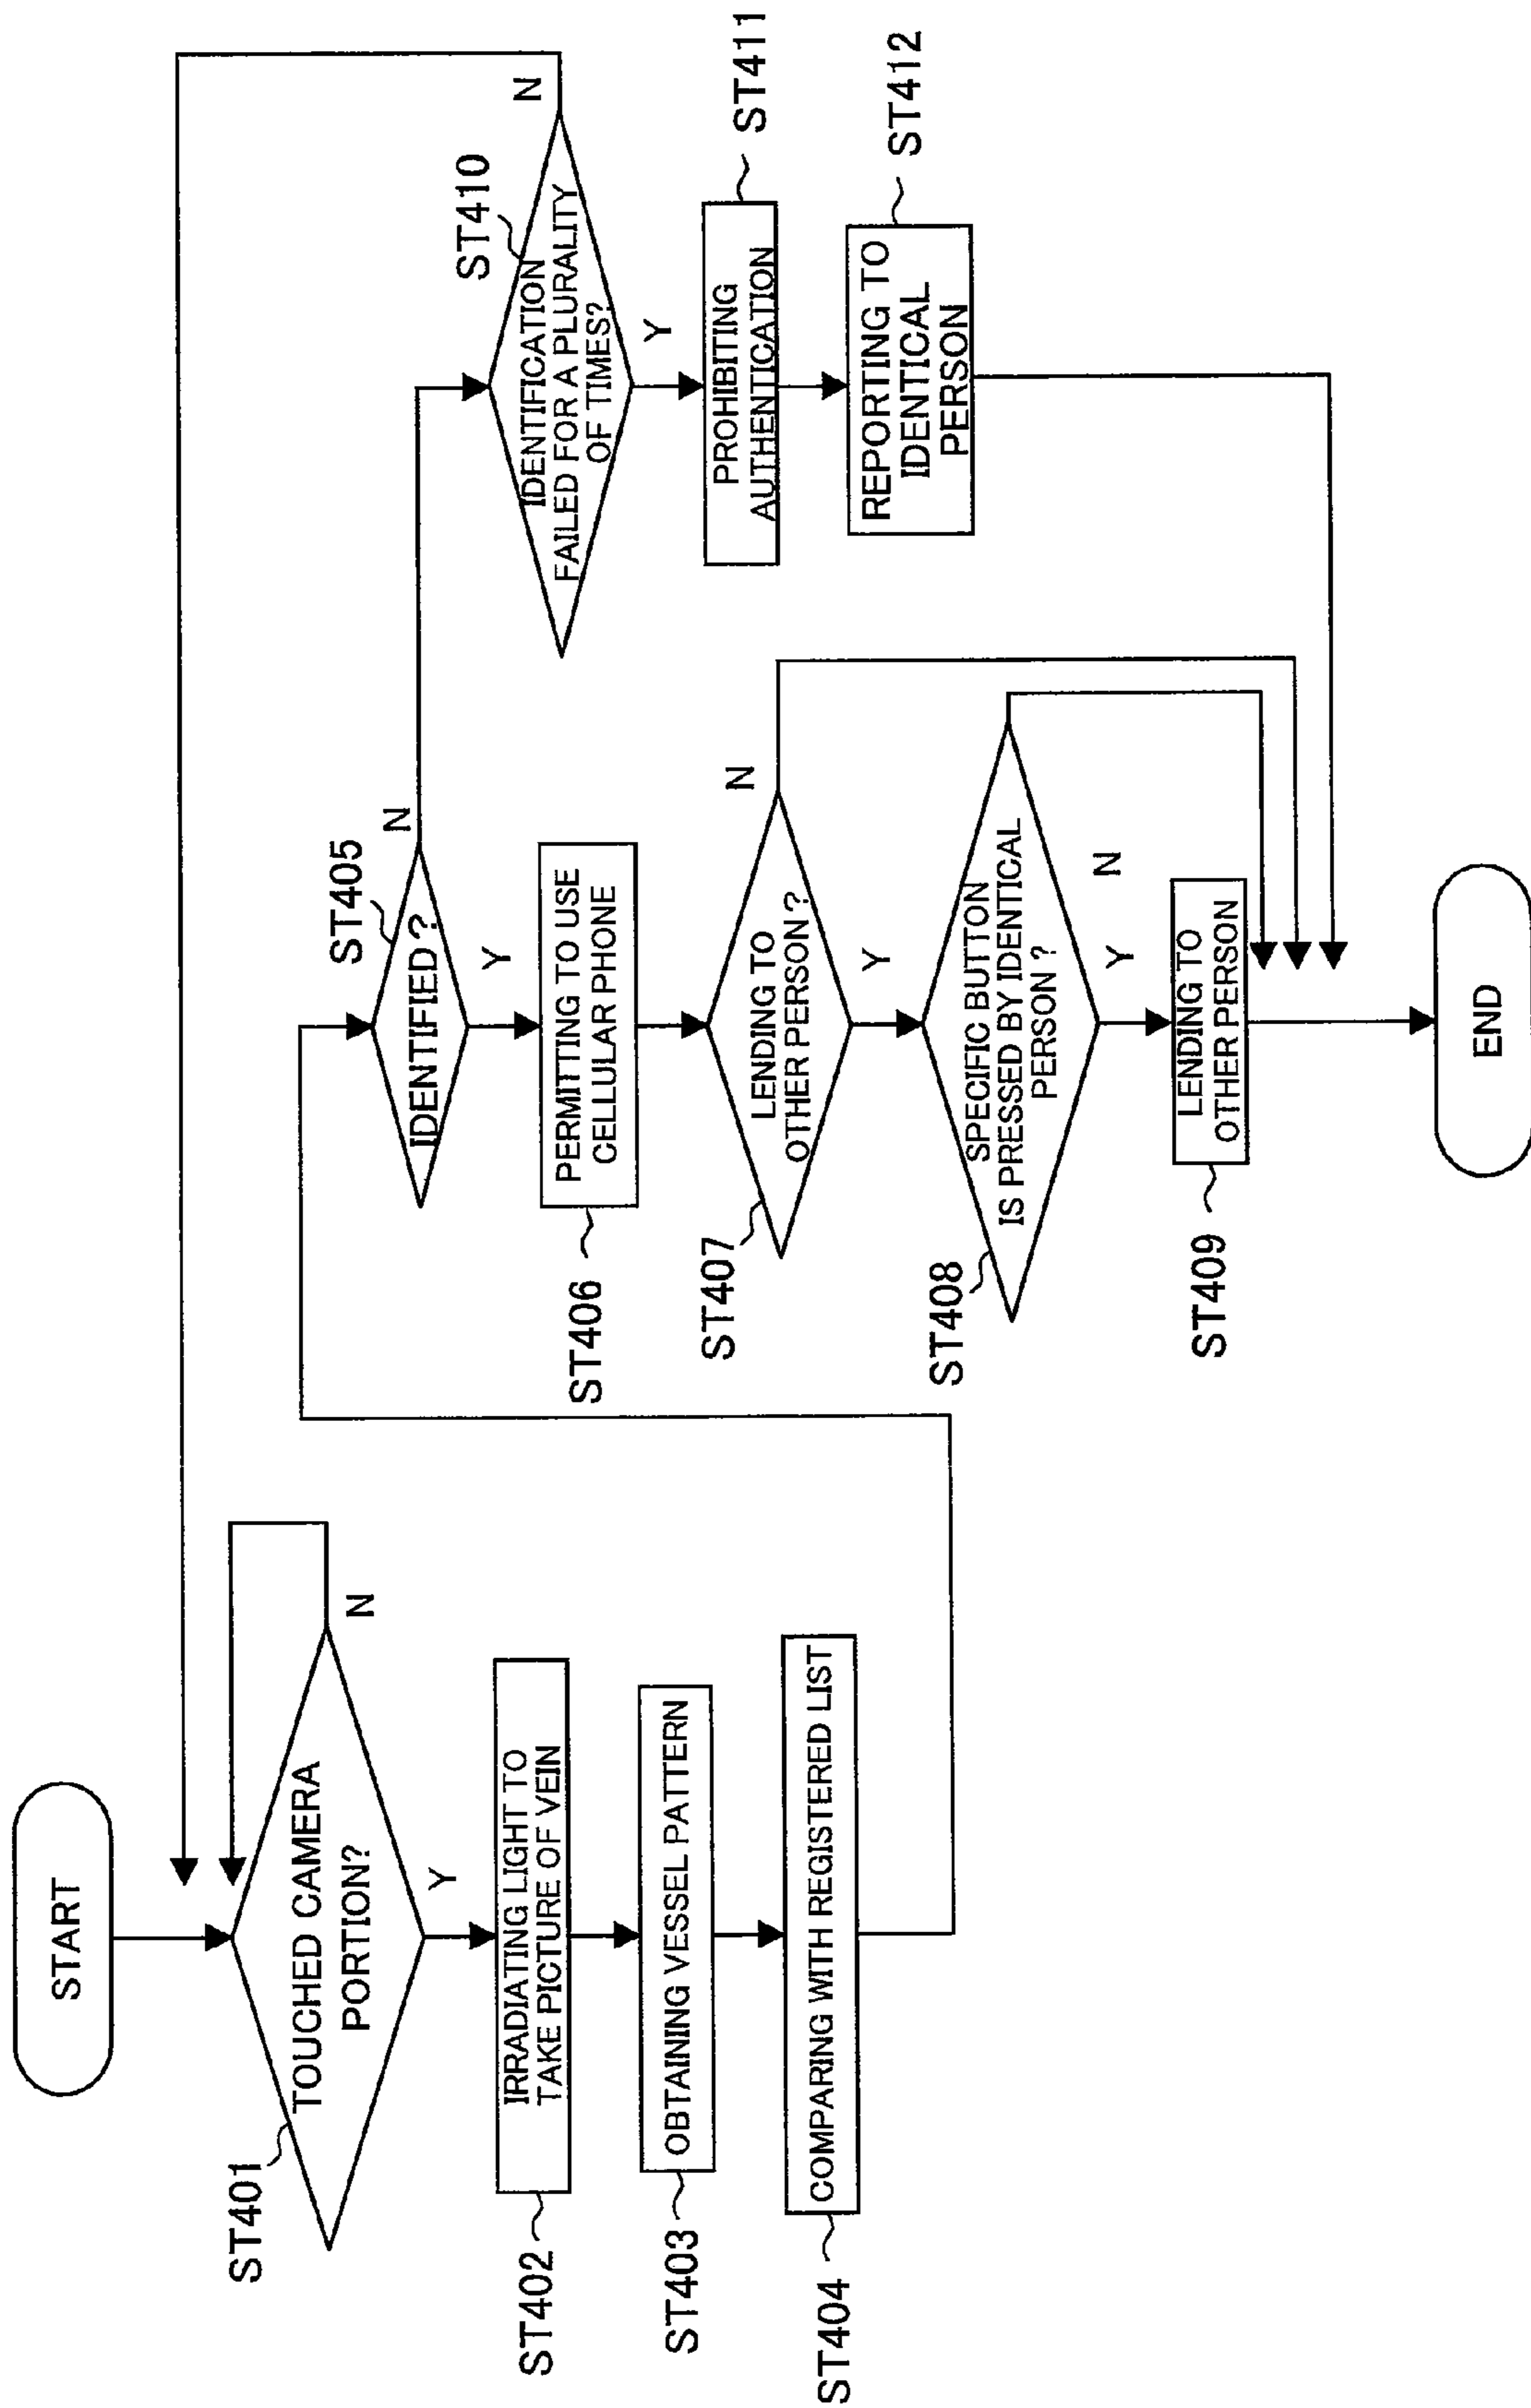 START
ST401
TOUCHED CAMERA
PORTION?
N
Y
ST402
IRRADIATING LIGHT TO
TAKE PICTURE OF VEIN
ST403
OBTAINING VESSEL PATTERN
ST404
COMPARING WITH REGISTERED LIST
ST405
IDENTIFIED?
N
Y
ST406
PERMITTING TO USE
CELLULAR PHONE
ST407
LENDING TO
OTHER PERSON?
N
Y
ST408
SPECIFIC BUTTON
IS PRESSED BY IDENTICAL
PERSON?
N
Y
ST409
LENDING TO
OTHER PERSON
END
ST410
IDENTIFICATION
FAILED FOR A PLURALITY
OF TIMES?
N
Y
ST411
PROHIBITING
AUTHENTICATION
ST412
REPORTING TO
IDENTICAL
PERSON